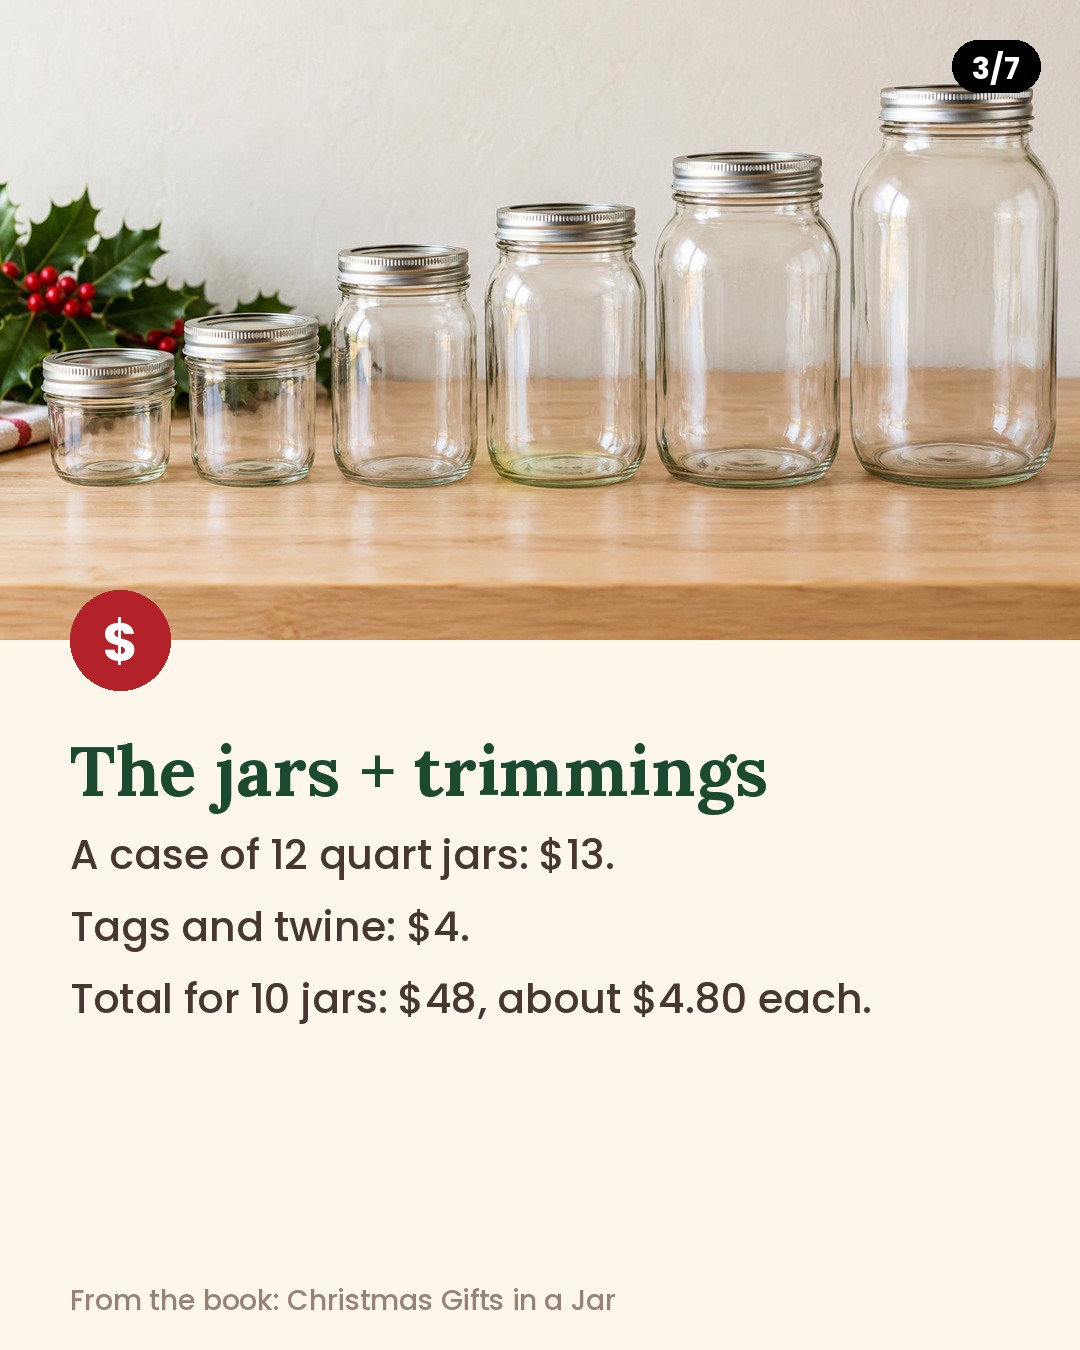 3/7
$
The jars + trimmings
A case of 12 quart jars: $13.
Tags and twine: $4.
Total for 10 jars: $48, about $4.80 each.
From the book: Christmas Gifts in a Jar